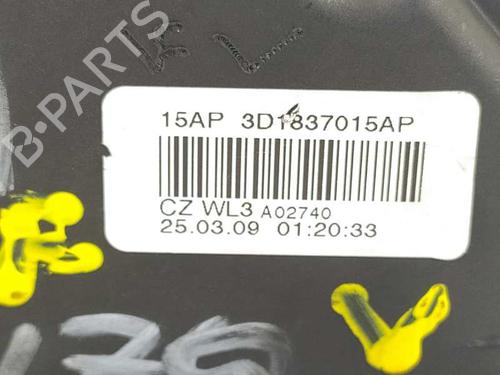 B-PARTS
L
15AP 3D1837015AP
CZ WL3 A02740
25.03.09 01:20:33
V